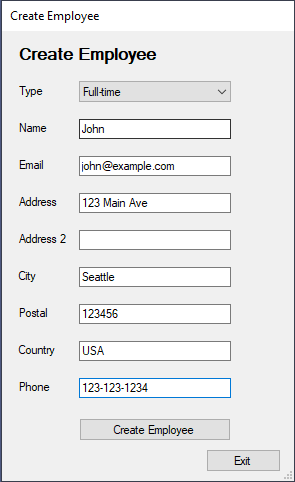 Create Employee
Create Employee
Type Full-time
Name John
Email john@example.com
Address 123 Main Ave
Address 2
City Seattle
Postal 123456
Country USA
Phone 123-123-1234
Create Employee
Exit